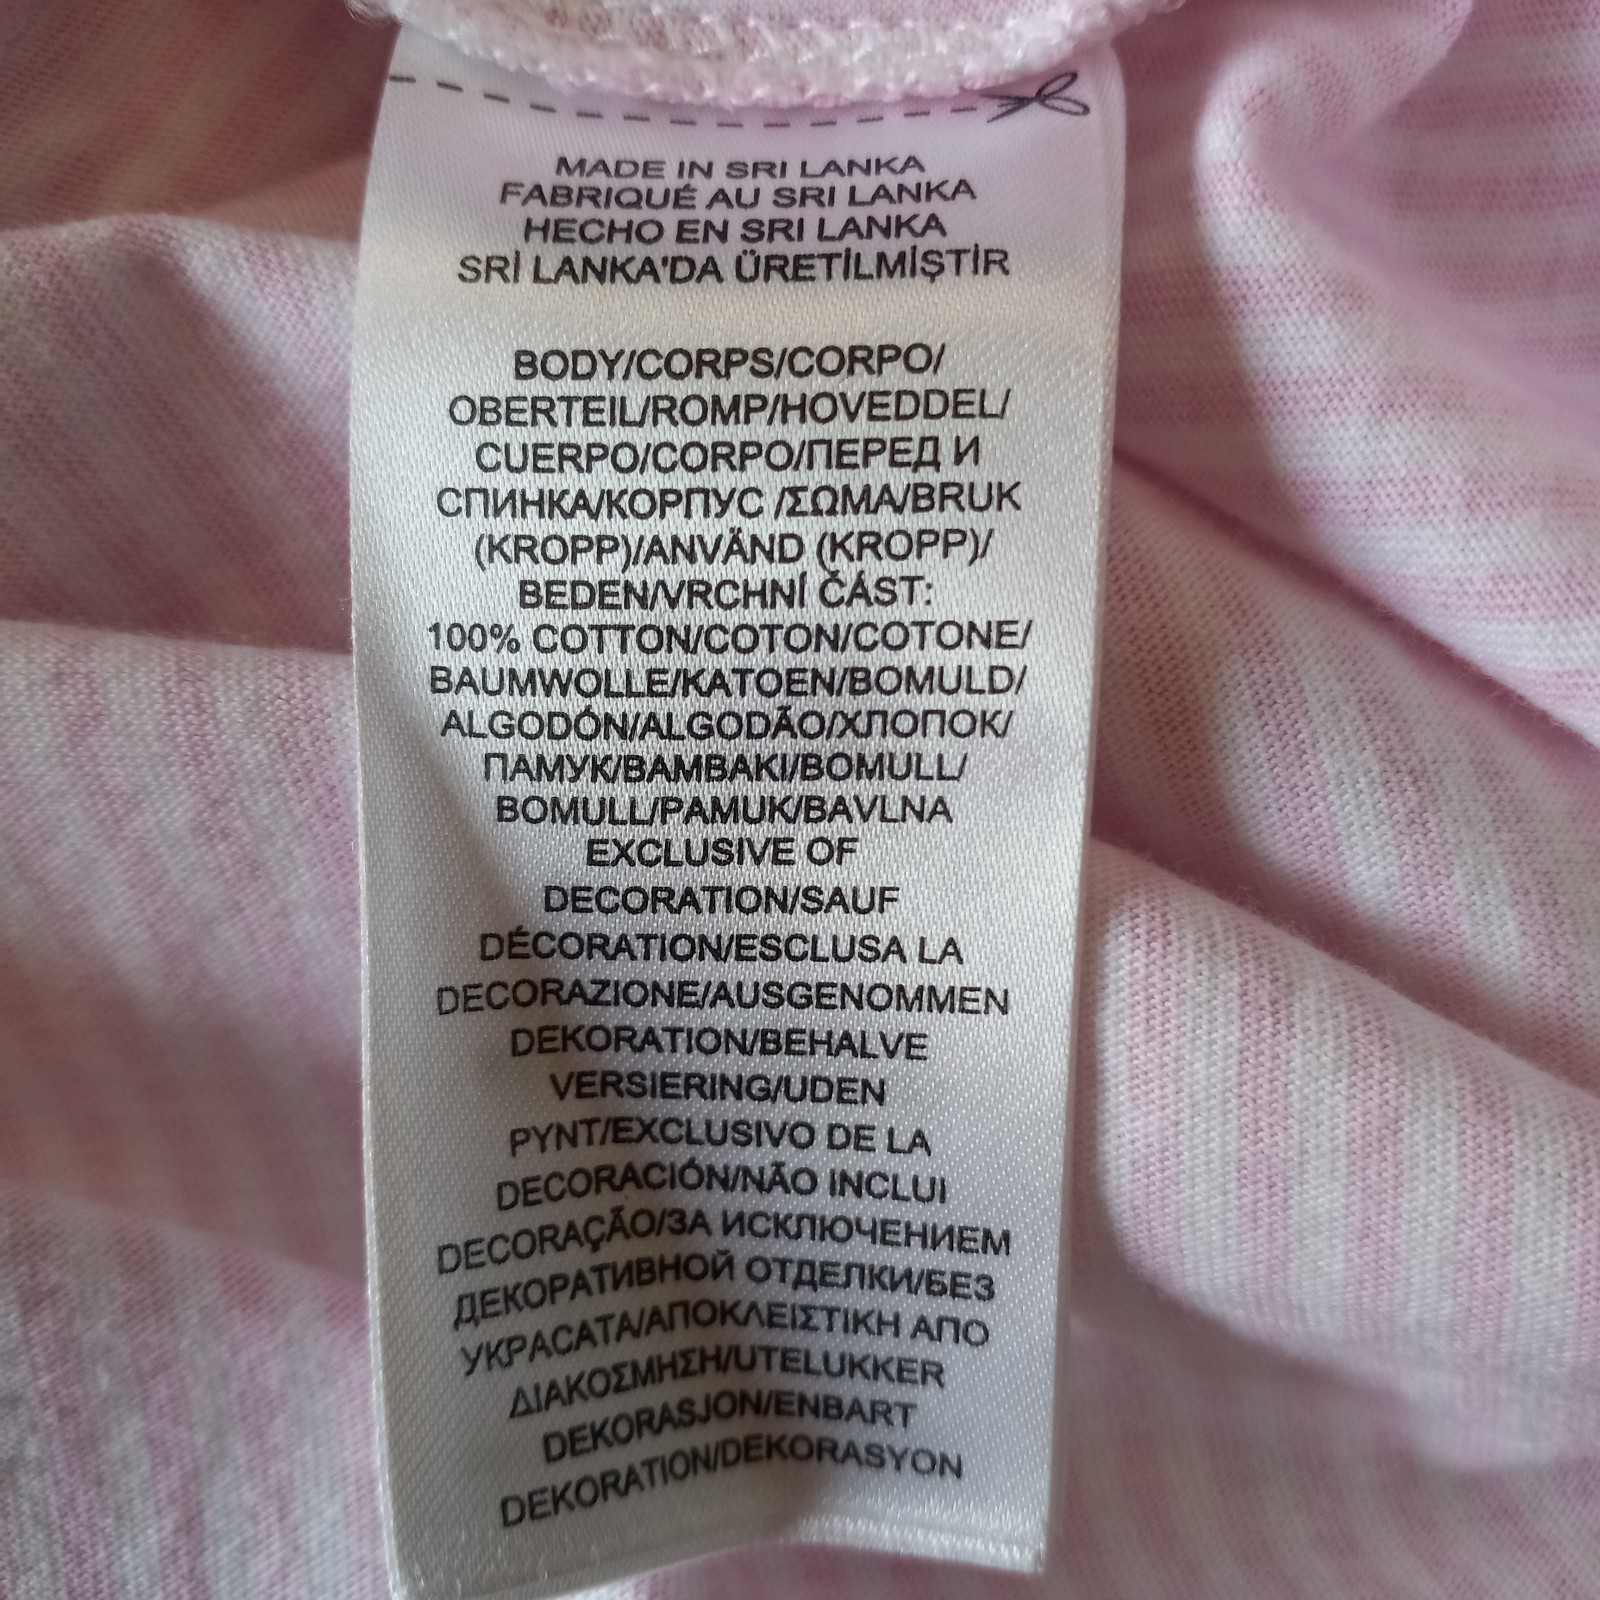 MADE IN SRI LANKA
FABRIQUÉ AU SRI LANKA
HECHO EN SRI LANKA
SRİ LANKA'DA ÜRETİLMİŞTİR
BODY/CORPS/CORPO/
OBERTEIL/ROMP/HOVEDDEL/
CUERPO/CORPO/ПЕРЕД И
СПИНКА/КОРПУС /ΣΩΜΑ/BRUK
(KROPP)/ANVÄND (KROPP)/
BEDEN/VRCHNÍ ČÁST:
100% COTTON/COTON/COTONE/
BAUMWOLLE/KATOEN/BOMULD/
ALGODÓN/ALGODÃO/ХЛОПОК/
ПАМУК/ΒΑΜΒΑΚΙ/BOMULL/
BOMULL/PAMUK/BAVLNA
EXCLUSIVE OF
DECORATION/SAUF
DÉCORATION/ESCLUSA LA
DECORAZIONE/AUSGENOMMEN
DEKORATION/BEHALVE
VERSIERING/UDEN
PYNT/EXCLUSIVO DE LA
DECORACIÓN/NÃO INCLUI
DECORAÇÃO/ЗА ИСКЛЮЧЕНИЕМ
ДЕКОРАТИВНОЙ ОТДЕЛКИ/БЕЗ
УКРАСАТА/ΑΠΟΚΛΕΙΣΤΙΚΗ ΑΠΟ
ΔΙΑΚΟΣΜΗΣΗ/UTELUKKER
DEKORASJON/ENBART
DEKORATION/DEKORASYON